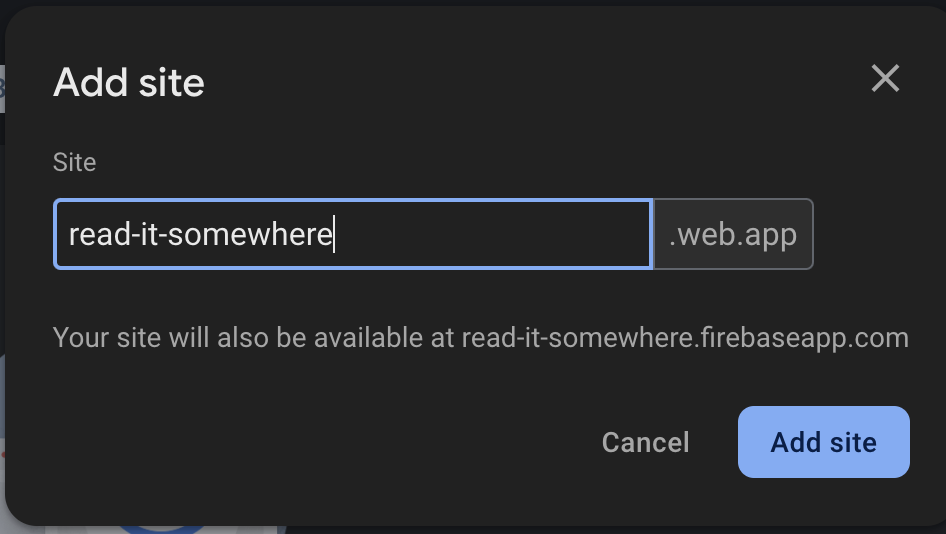 Add site
Site
read-it-somewhere .web.app
Your site will also be available at read-it-somewhere.firebaseapp.com
Cancel Add site